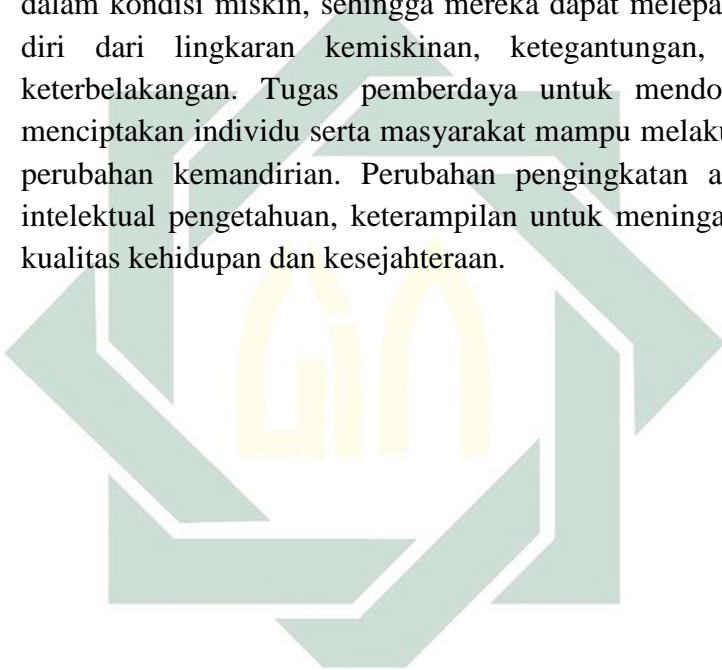 dalam kondisi miskin, sehingga mereka dapat melepa
diri dari lingkaran kemiskinan, ketegantungan,
keterbelakangan. Tugas pemberdaya untuk mendo
menciptakan individu serta masyarakat mampu melaku
perubahan kemandirian. Perubahan pengingkatan a
intelektual pengetahuan, keterampilan untuk meninga
kualitas kehidupan dan kesejahteraan.